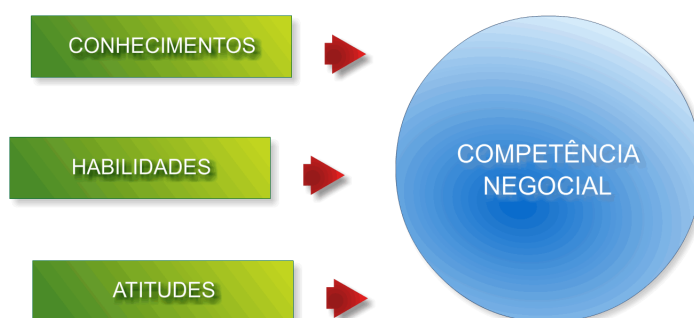 CONHECIMENTOS
HABILIDADES
ATITUDES
COMPETÊNCIA
NEGOCIAL